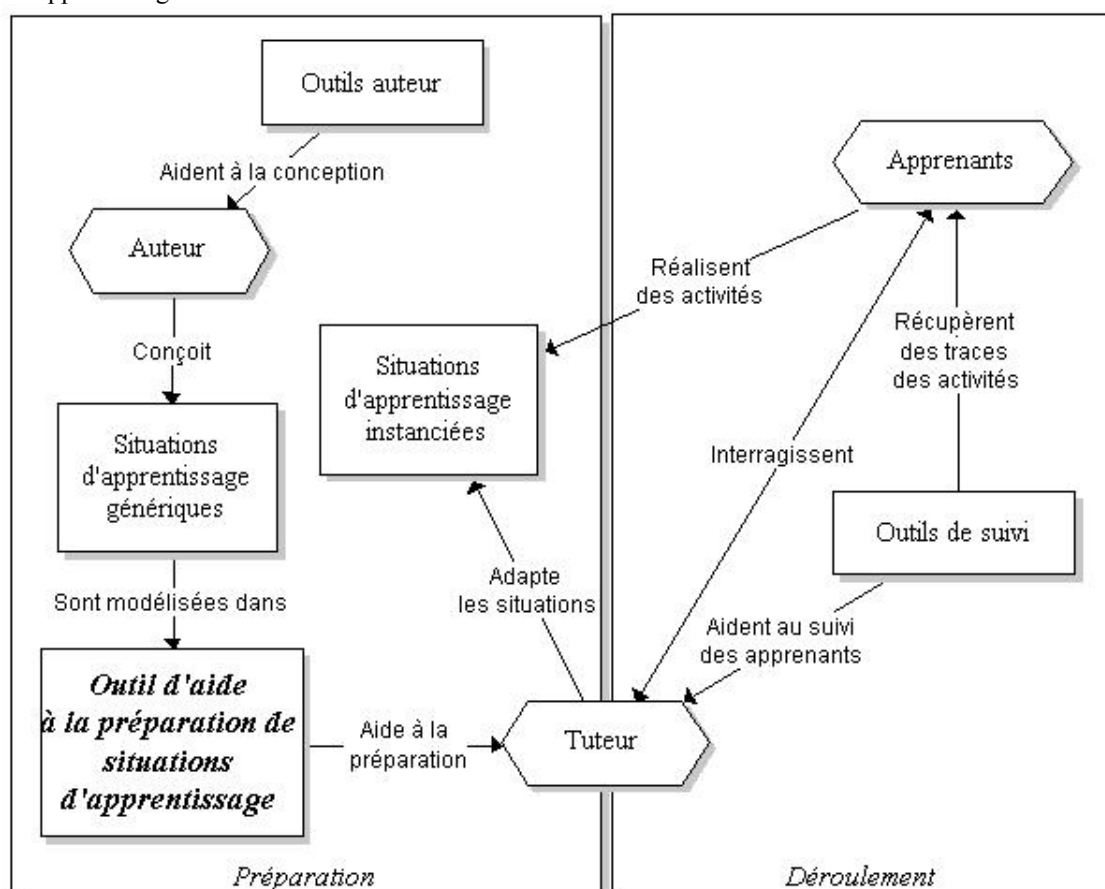 Outils auteur
Aident à la conception
Auteur
Conçoit
Situations
d'apprentissage
génériques
Sont modélisées dans
Outil d'aide
à la préparation de
situations
d'apprentissage
Aide à la
préparation
Situations
d'apprentissage
instanciées
Adapte
les situations
Tuteur
Préparation
Apprenants
Réalisent
des activités
Récupèrent
des traces
des activités
Interragissent
Outils de suivi
Aident au suivi
des apprenants
Déroulement